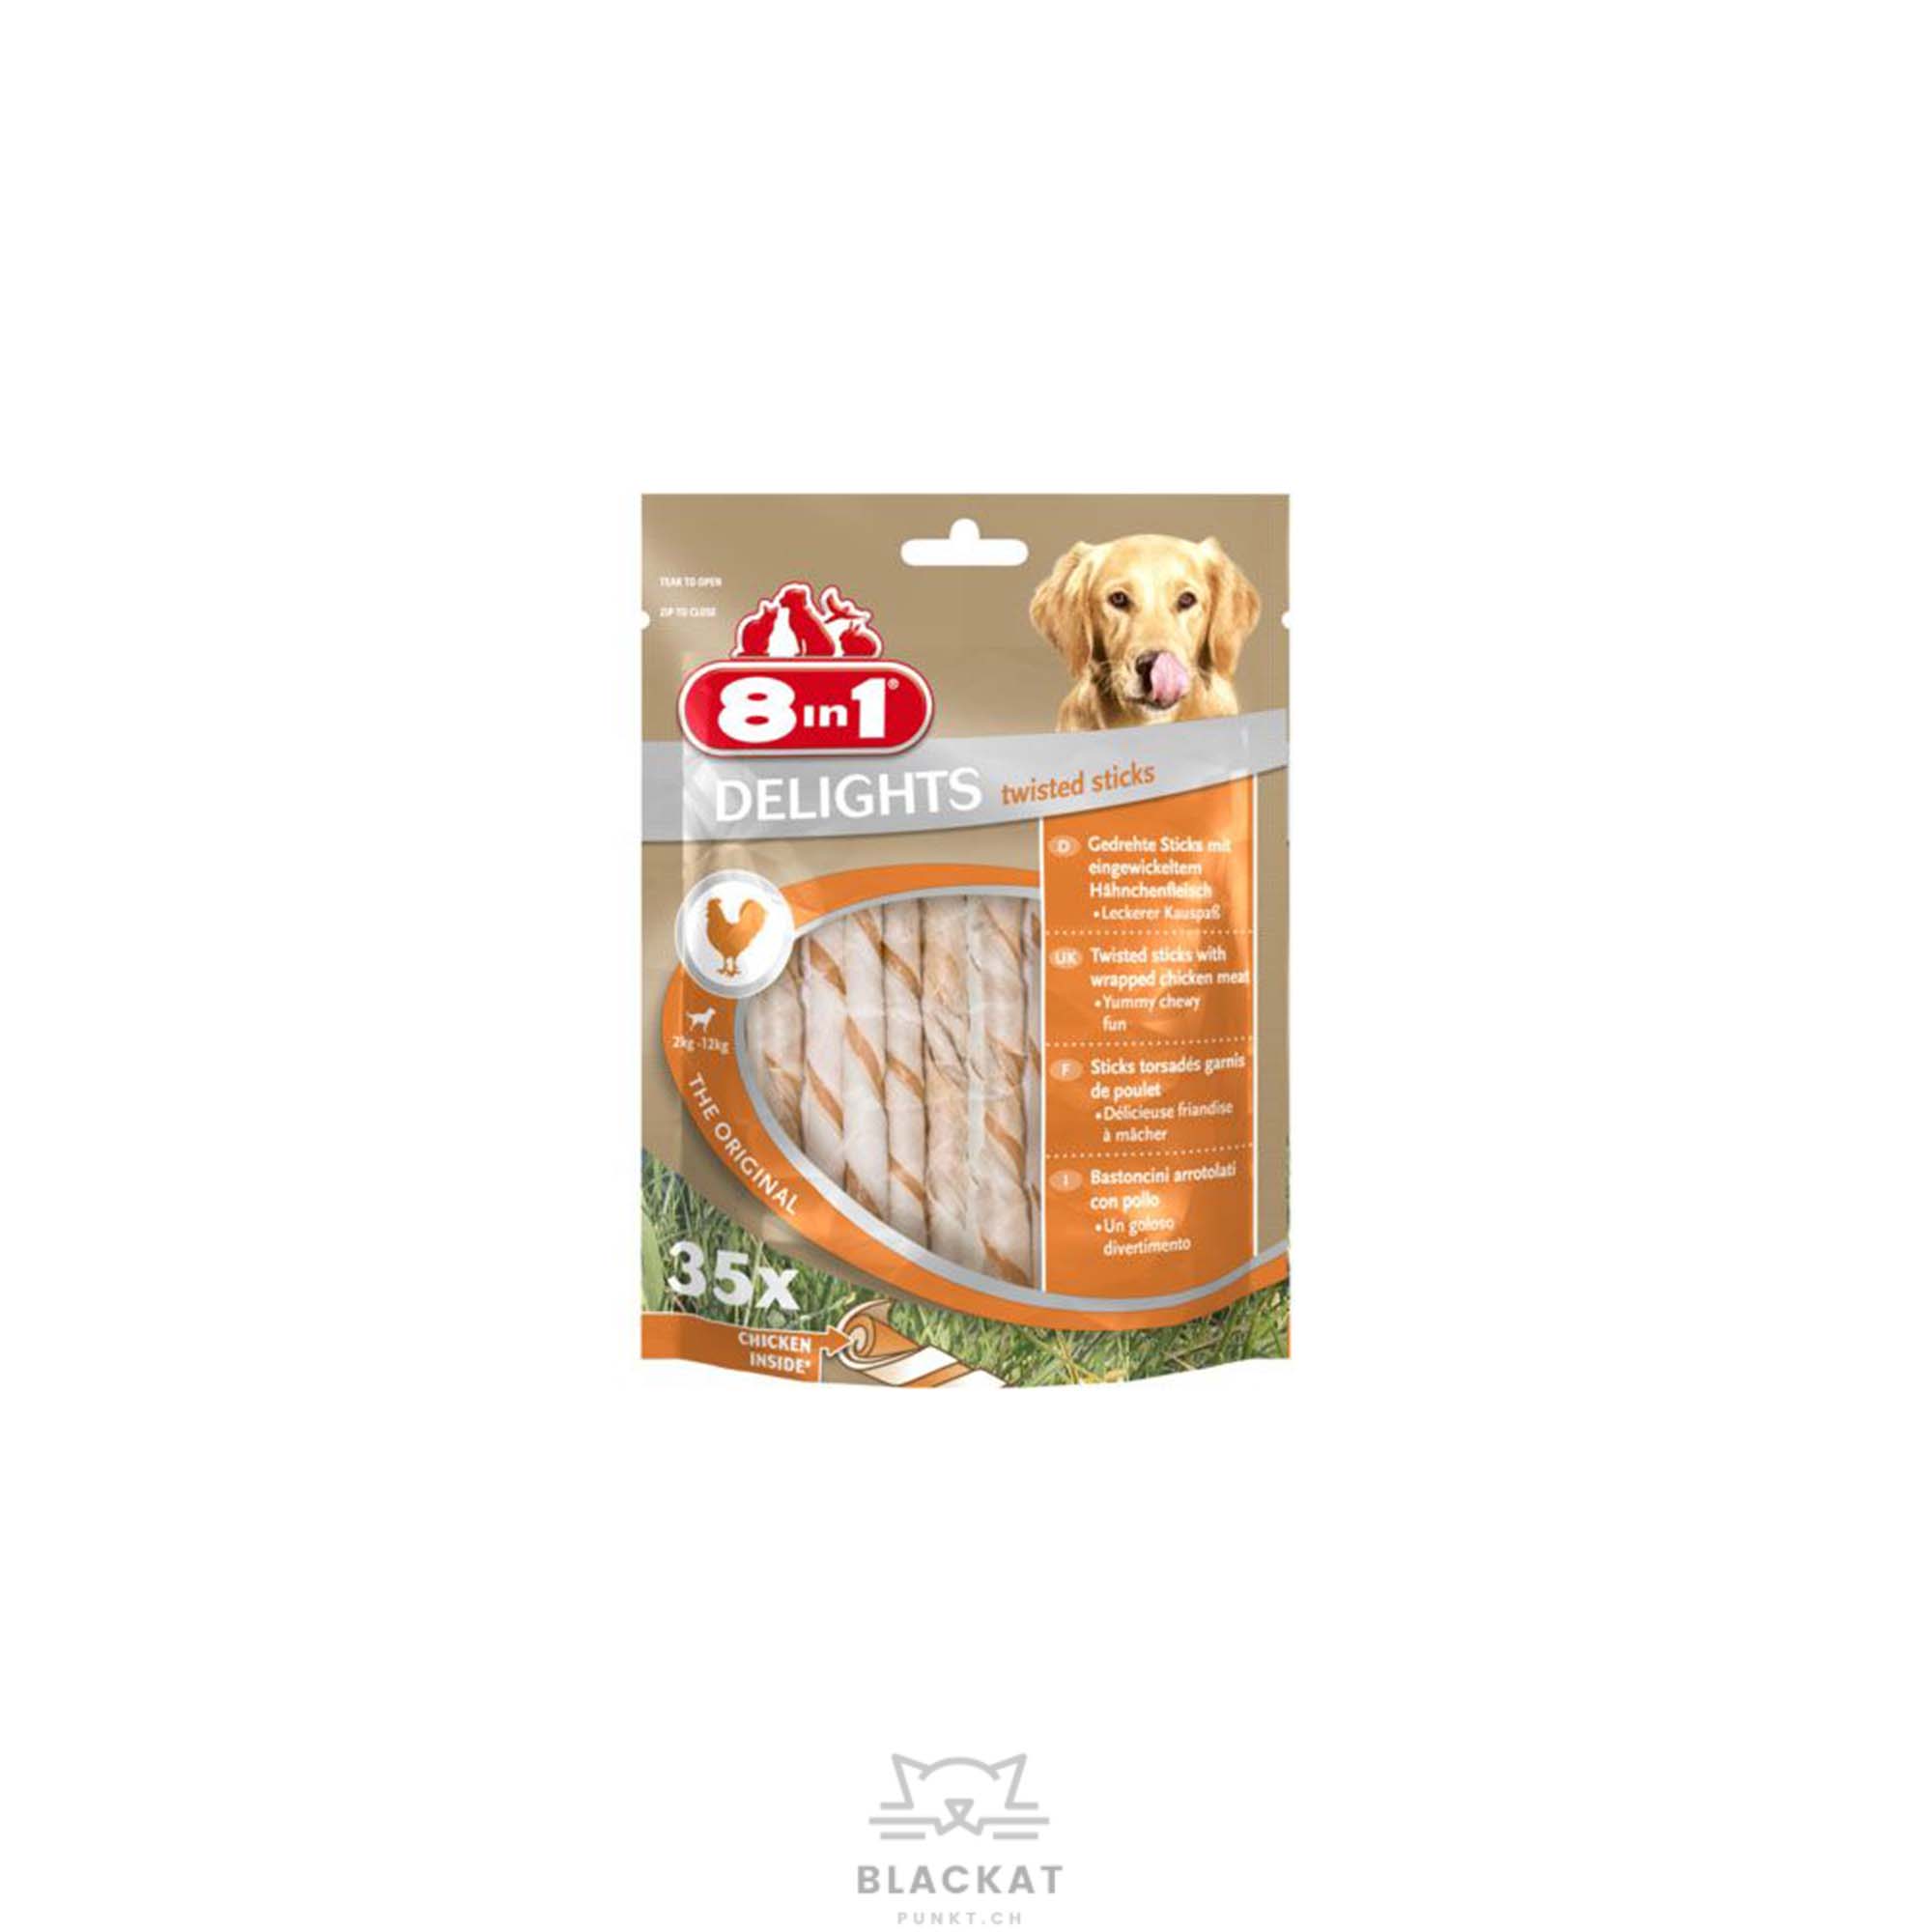 TEAR TO OPEN
ZIP TO CLOSE
8in1®
DELIGHTS twisted sticks
D Gedrehte Sticks mit
eingewickeltem
Hähnchenfleisch
• Leckerer Kauspaß
UK Twisted sticks with
wrapped chicken meat
• Yummy chewy
fun
F Sticks torsadés garnis
de poulet
• Délicieuse friandise
à mâcher
I Bastoncini arrotolati
con pollo
• Un goloso
divertimento
2kg -12kg
THE ORIGINAL
35x
CHICKEN
INSIDE*
BLACKAT
PUNKT.CH